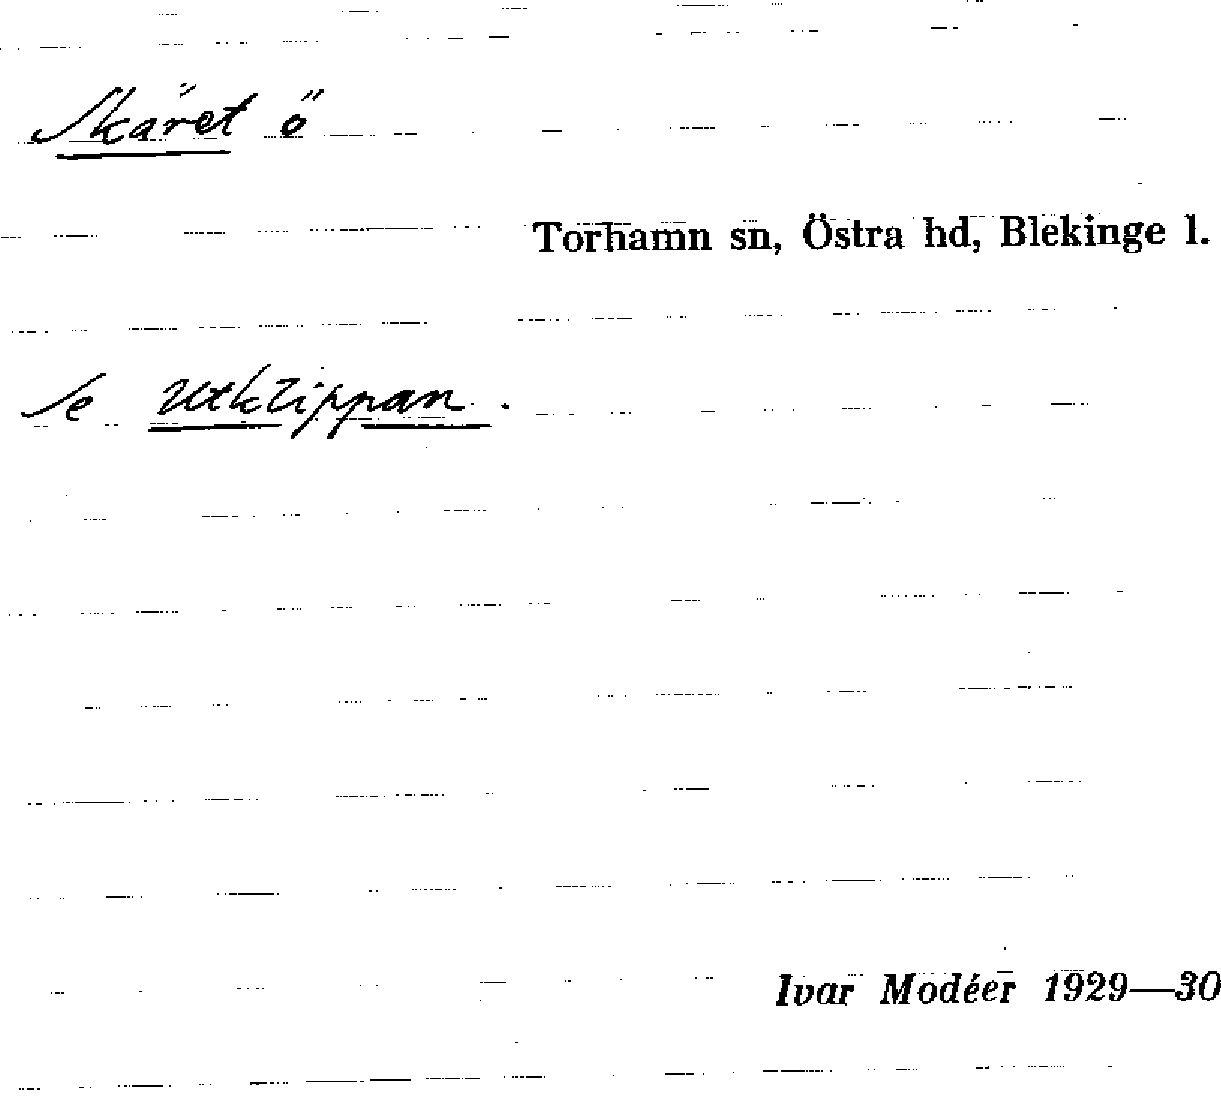 Skäret ö
Torhamn sn, Östra hd, Blekinge l.
Se Utklippan.
Ivar Modéer 1929—30